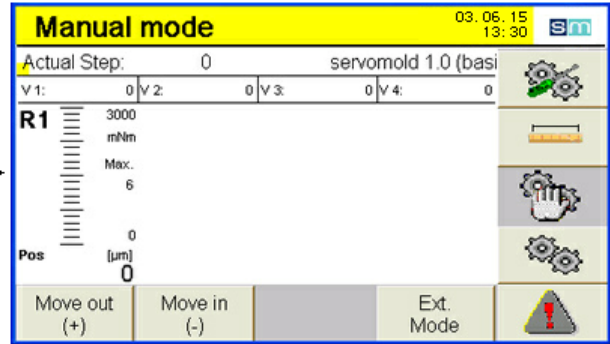 Manual mode
03. 06. 15
13: 30
sm
Actual Step: 0 servomold 1.0 (basi
V 1: 0 V 2: 0 V 3: 0 V 4: 0
R1
3000
mNm
Max.
6
0
Pos [µm]
0
Move out (+)
Move in (-)
Ext. Mode